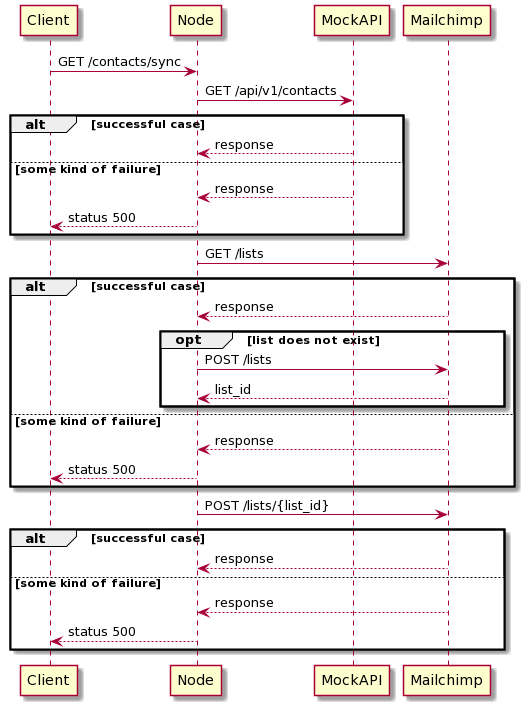 Client Node MockAPI Mailchimp
GET /contacts/sync
GET /api/v1/contacts
alt [successful case]
response
[some kind of failure]
response
status 500
GET /lists
alt [successful case]
response
opt [list does not exist]
POST /lists
list_id
[some kind of failure]
response
status 500
POST /lists/{list_id}
alt [successful case]
response
[some kind of failure]
response
status 500
Client Node MockAPI Mailchimp